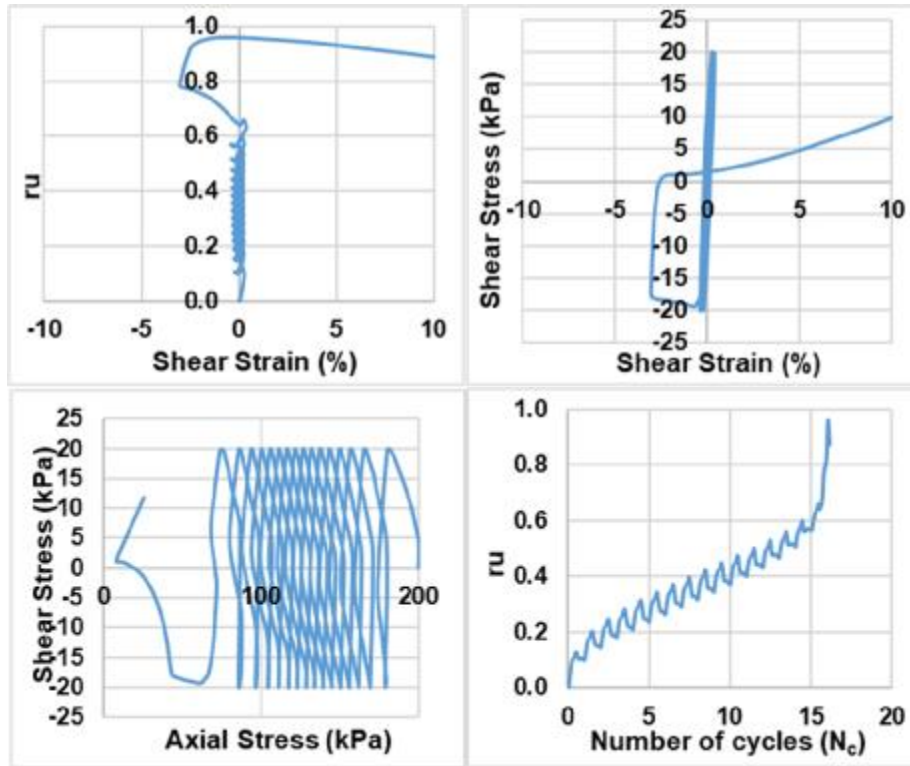 1.0
0.8
0.6
0.4
0.2
0.0
ru
-10 -5 0 5 10
Shear Strain (%)
25
20
15
10
5
0
-5
-10
-15
-20
-25
Shear Stress (kPa)
-10 -5 0 5 10
Shear Strain (%)
25
20
15
10
5
0
-5
-10
-15
-20
-25
Shear Stress (kPa)
0 100 200
Axial Stress (kPa)
1.0
0.8
0.6
0.4
0.2
0.0
ru
0 5 10 15 20
Number of cycles (Nc)